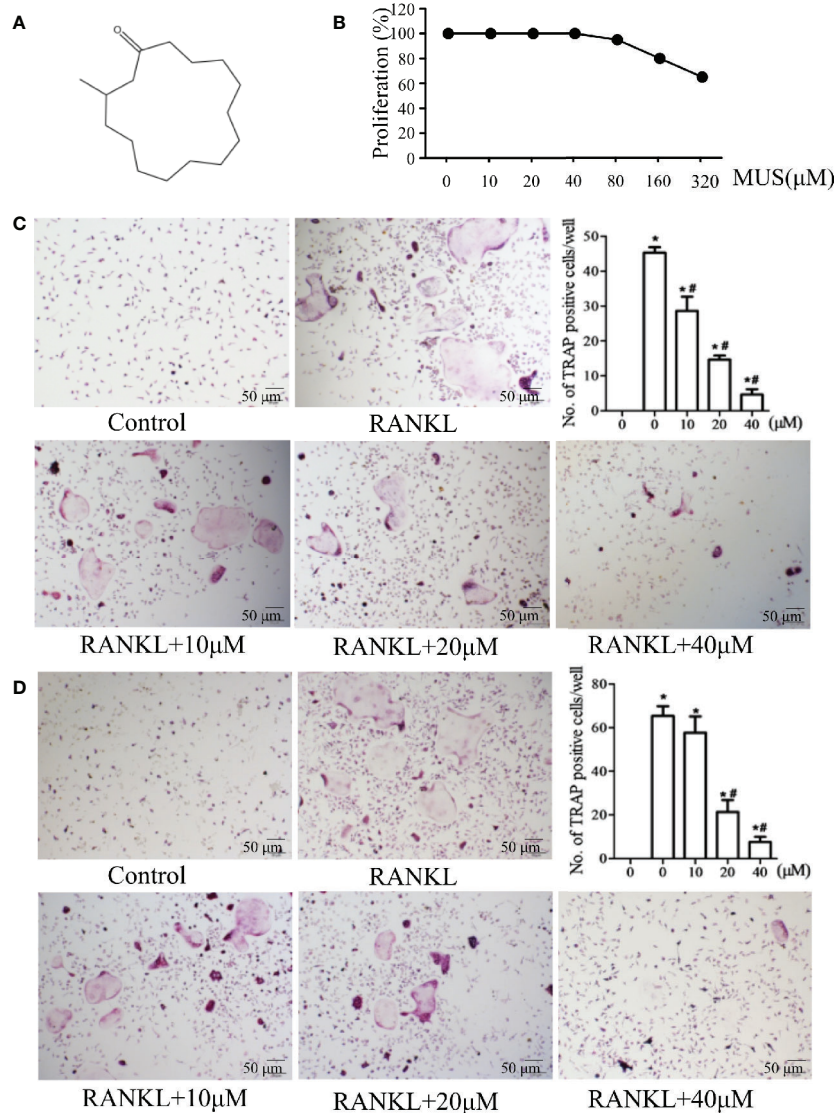 A
O
B
Proliferation (%)
120
100
80
60
40
20
0
0 10 20 40 80 160 320 MUS(μM)
C
50 μm
Control
50 μm
RANKL
No. of TRAP positive cells/well
50
40
30
20
10
0
*
*#
*#
*#
0 0 10 20 40 (μM)
50 μm
RANKL+10μM
50 μm
RANKL+20μM
50 μm
RANKL+40μM
D
50 μm
Control
50 μm
RANKL
No. of TRAP positive cells/well
80
60
40
20
0
*
*
*#
*#
0 0 10 20 40 (μM)
50 μm
RANKL+10μM
50 μm
RANKL+20μM
50 μm
RANKL+40μM